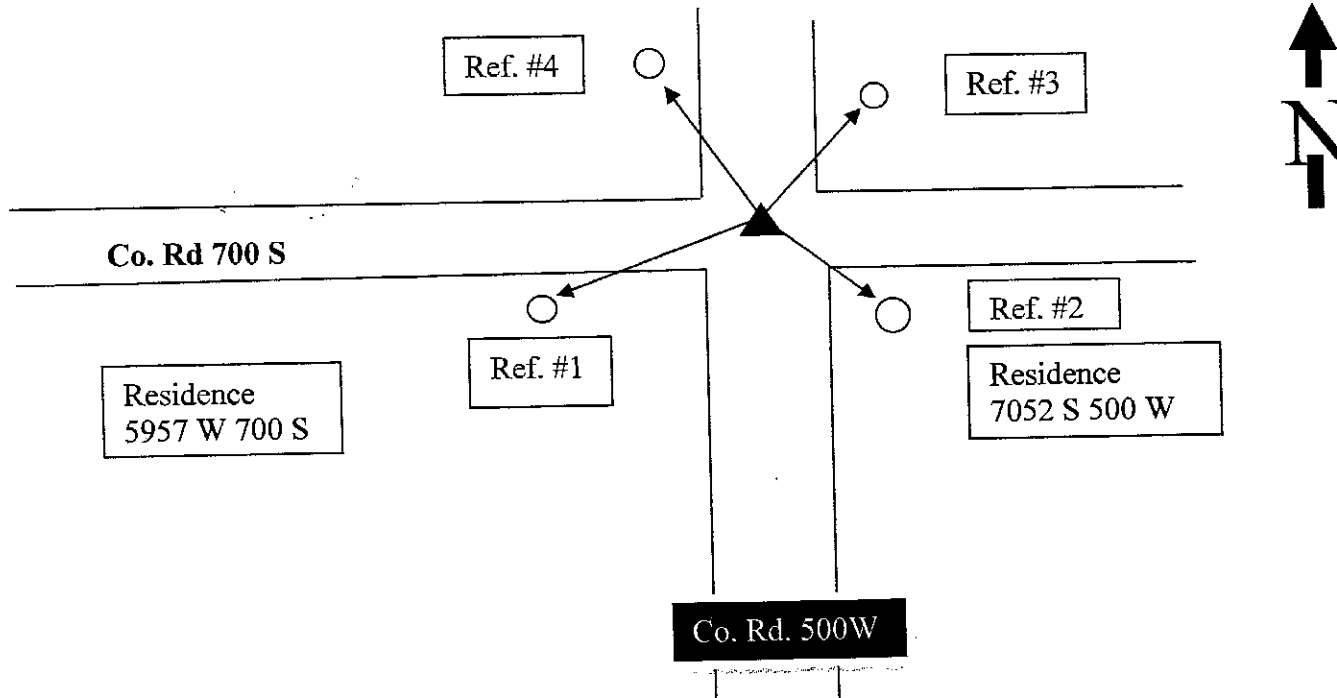 Ref. #4
Ref. #3
N
Co. Rd 700 S
Ref. #1
Ref. #2
Residence
5957 W 700 S
Residence
7052 S 500 W
Co. Rd. 500W